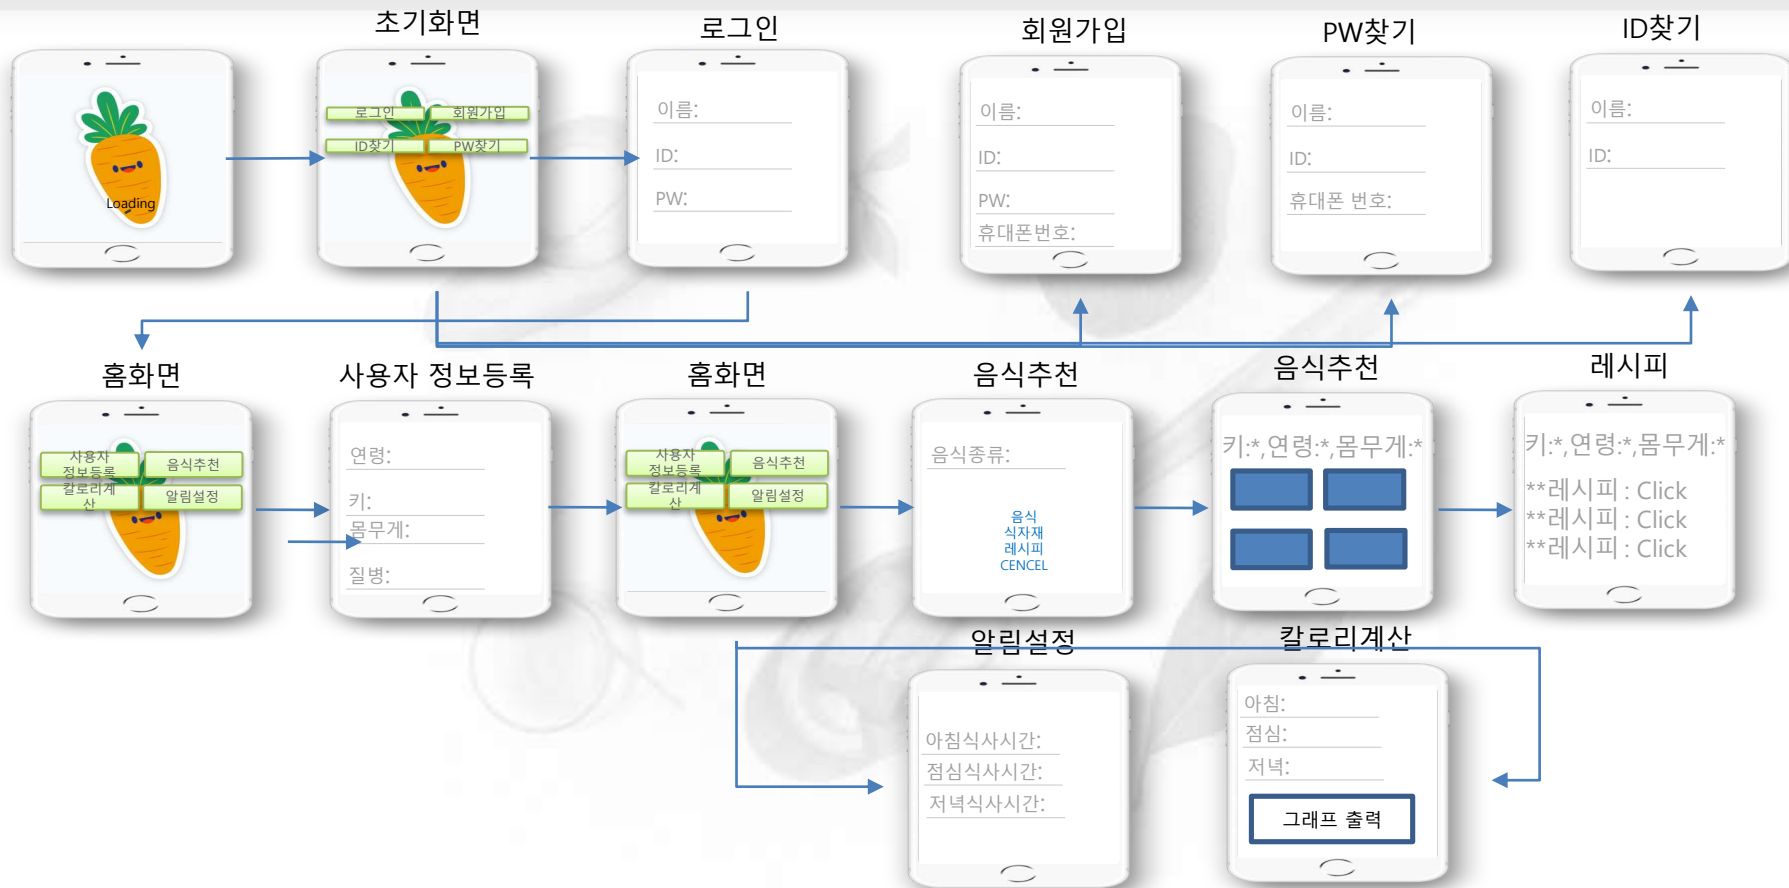 초기화면
로그인
회원가입
PW찾기
ID찾기
Loading
로그인
회원가입
ID찾기
PW찾기
이름:
ID:
PW:
이름:
ID:
PW:
휴대폰번호:
이름:
ID:
휴대폰 번호:
이름:
ID:
홈화면
사용자 정보등록
홈화면
음식추천
음식추천
레시피
사용자
정보등록
음식추천
칼로리계
산
알림설정
연령:
키:
몸무게:
질병:
사용자
정보등록
음식추천
칼로리계
산
알림설정
음식종류:
음식
식자재
레시피
CENCEL
키:*,연령:*,몸무게:*
키:*,연령:*,몸무게:*
**레시피 : Click
**레시피 : Click
**레시피 : Click
알림설정
칼로리계산
아침식사시간:
점심식사시간:
저녁식사시간:
아침:
점심:
저녁:
그래프 출력